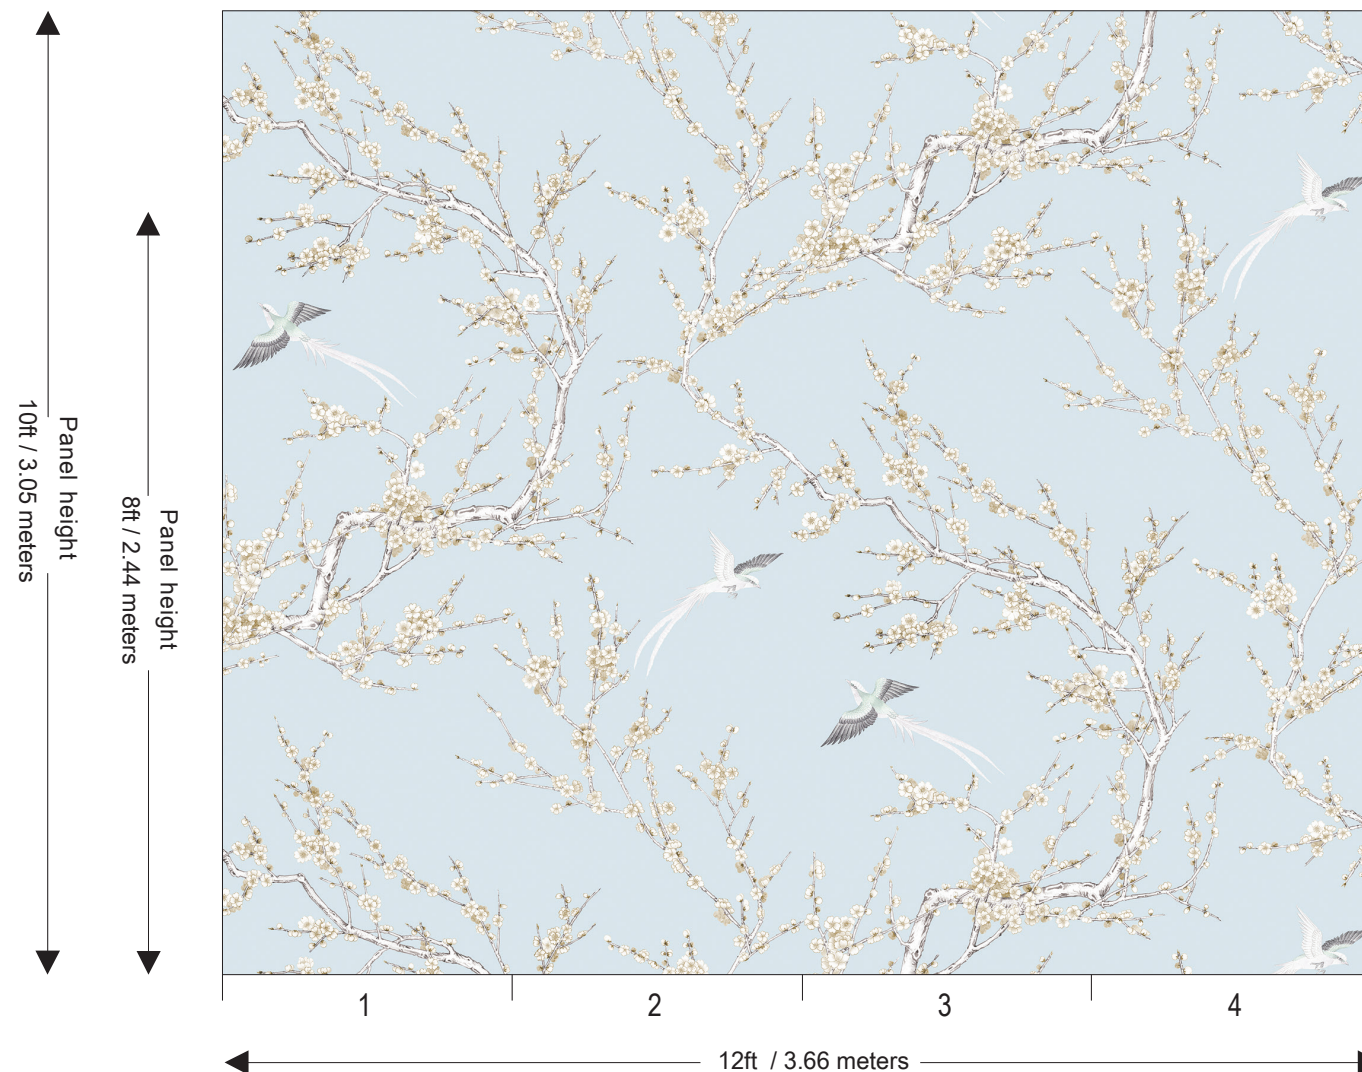 Panel height
10ft / 3.05 meters
Panel height
8ft / 2.44 meters
1
2
3
4
12ft / 3.66 meters